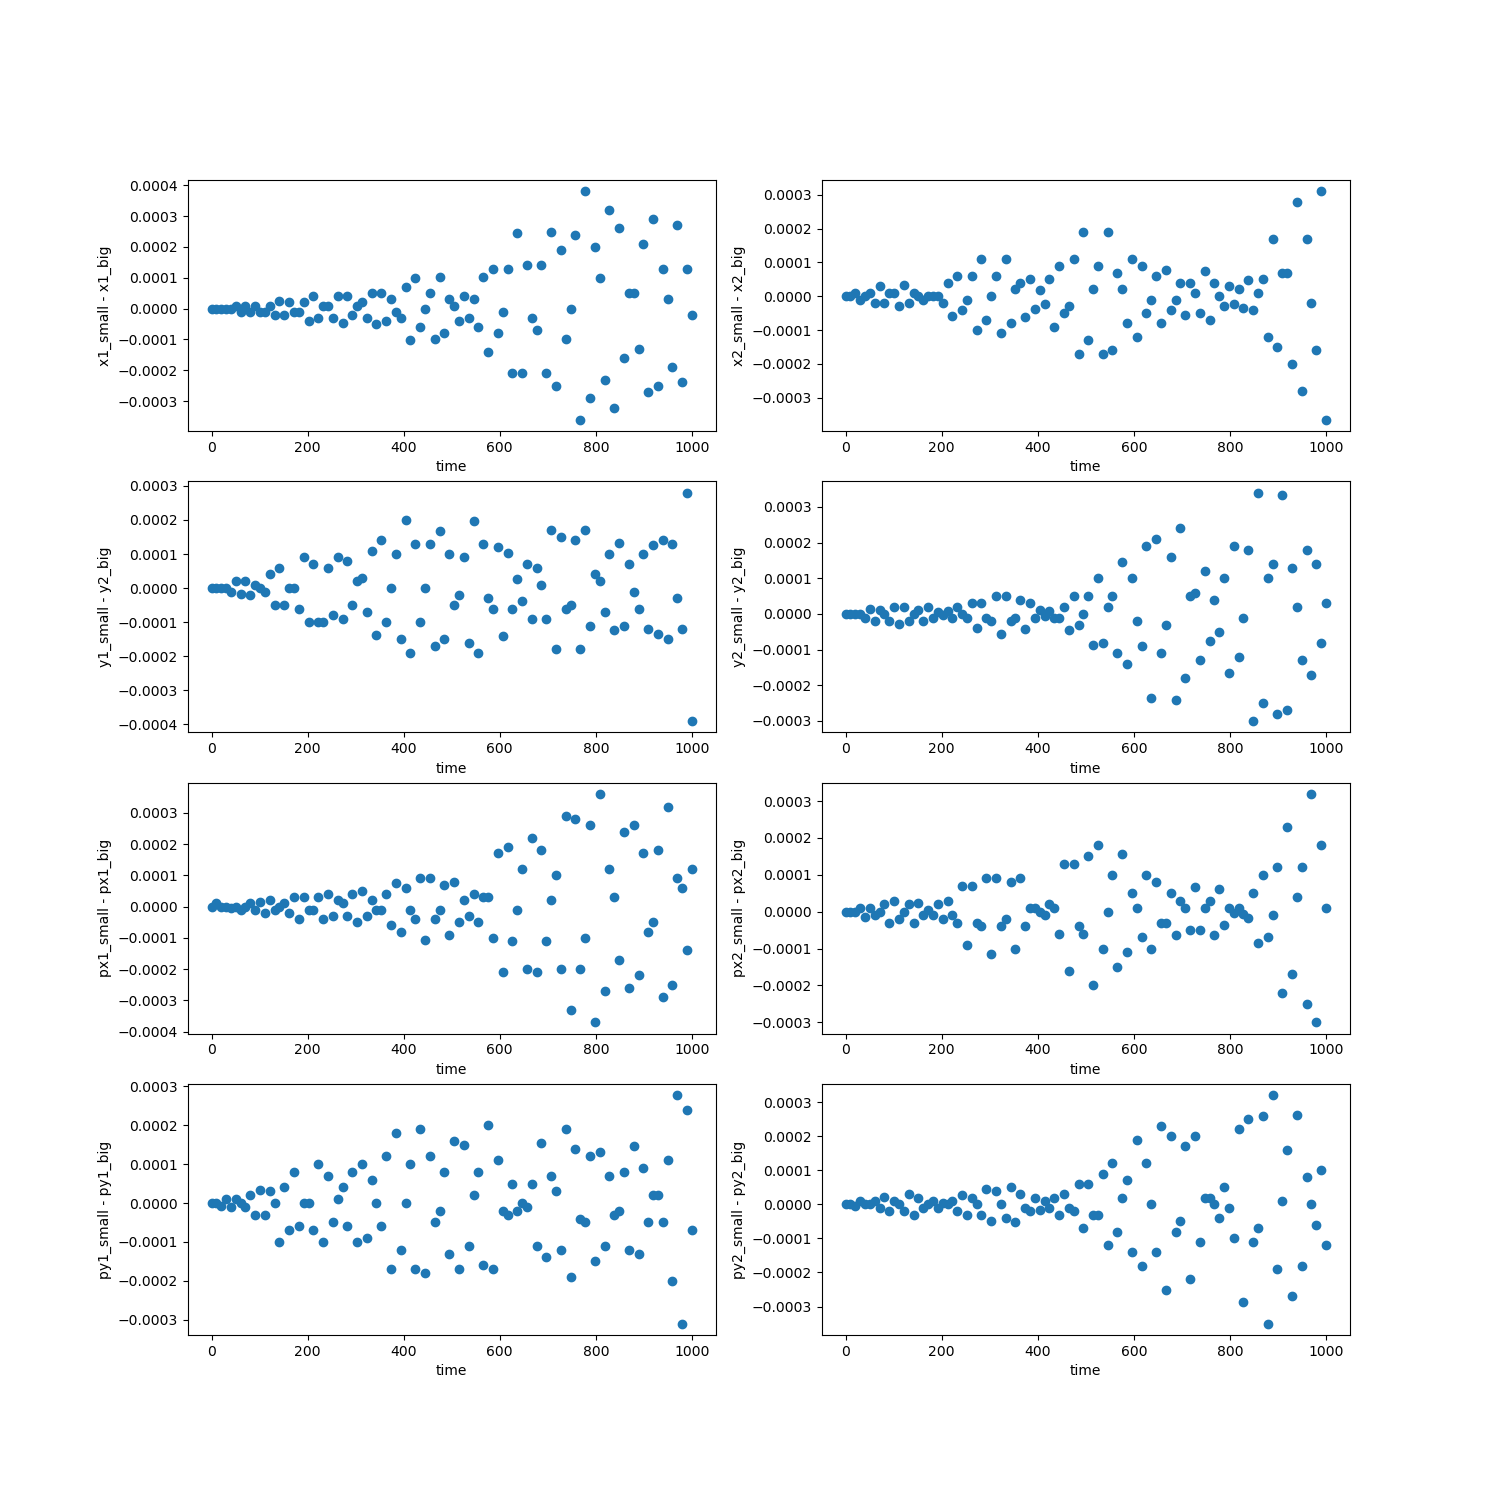 0.0004
0.0003
0.0002
0.0001
0.0000
−0.0001
−0.0002
−0.0003
x1_small - x1_big
0 200 400 600 800 1000
time
0.0003
0.0002
0.0001
0.0000
−0.0001
−0.0002
−0.0003
x2_small - x2_big
0 200 400 600 800 1000
time
0.0003
0.0002
0.0001
0.0000
−0.0001
−0.0002
−0.0003
−0.0004
y1_small - y2_big
0 200 400 600 800 1000
time
0.0003
0.0002
0.0001
0.0000
−0.0001
−0.0002
−0.0003
y2_small - y2_big
0 200 400 600 800 1000
time
0.0003
0.0002
0.0001
0.0000
−0.0001
−0.0002
−0.0003
−0.0004
px1_small - px1_big
0 200 400 600 800 1000
time
0.0003
0.0002
0.0001
0.0000
−0.0001
−0.0002
−0.0003
px2_small - px2_big
0 200 400 600 800 1000
time
0.0003
0.0002
0.0001
0.0000
−0.0001
−0.0002
−0.0003
py1_small - py1_big
0 200 400 600 800 1000
time
0.0003
0.0002
0.0001
0.0000
−0.0001
−0.0002
−0.0003
py2_small - py2_big
0 200 400 600 800 1000
time